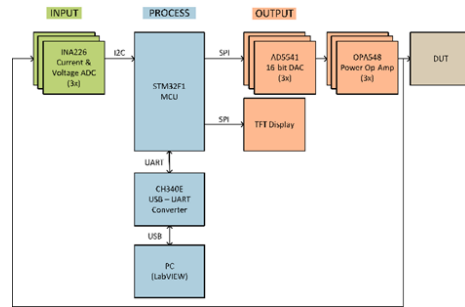 INPUT
PROCESS
OUTPUT
INA226
Current &
Voltage ADC
(3x)
I2C
STM32F1
MCU
SPI
AD5541
16 bit DAC
(3x)
OPA548
Power Op Amp
(3x)
DUT
SPI
TFT Display
UART
CH340E
USB – UART
Converter
USB
PC
(LabVIEW)